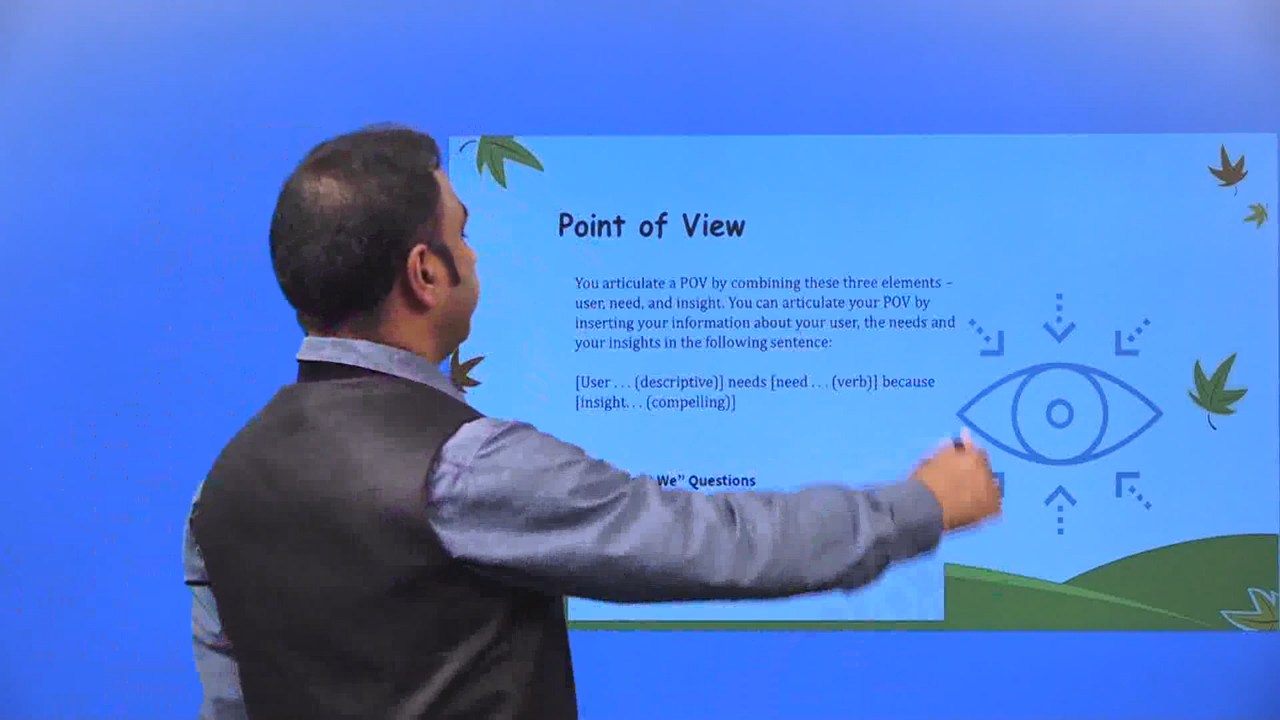 Point of View
You articulate a POV by combining these three elements –
user, need, and insight. You can articulate your POV by
inserting your information about your user, the needs and
your insights in the following sentence:
[User . . . (descriptive)] needs [need . . . (verb)] because
[insight. . . (compelling)]
We” Questions